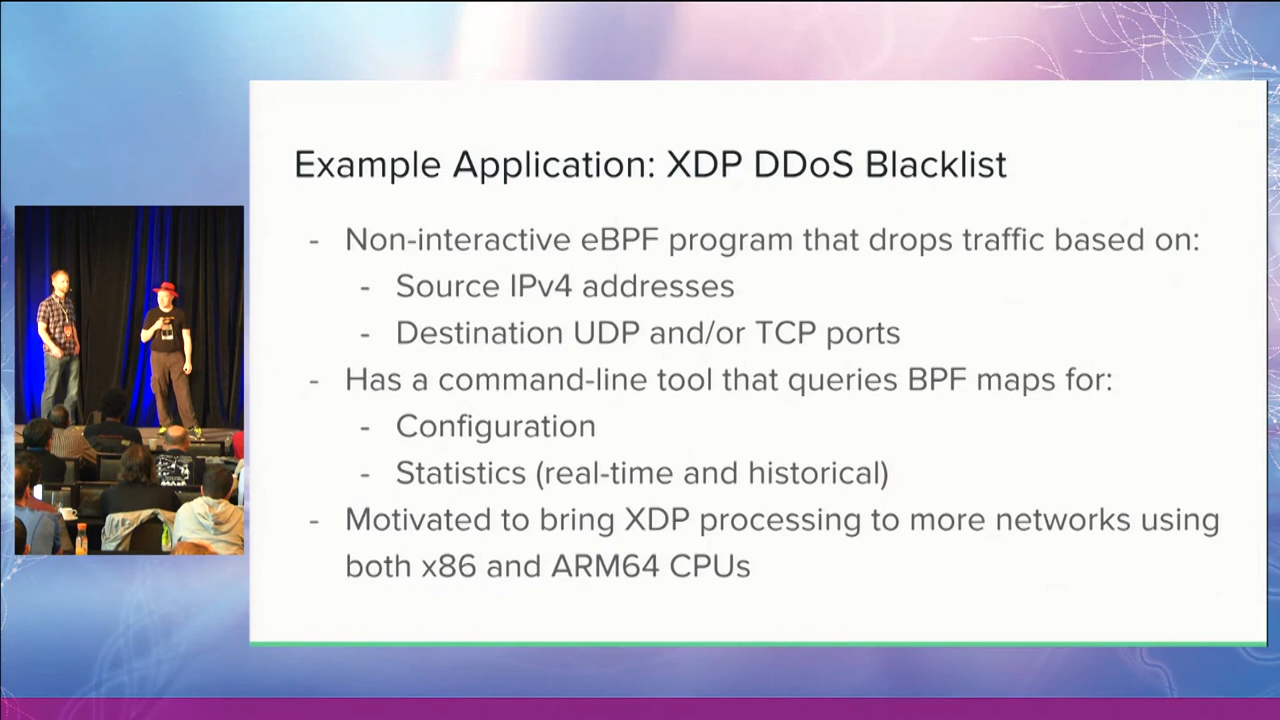 Example Application: XDP DDoS Blacklist
- Non-interactive eBPF program that drops traffic based on:
- Source IPv4 addresses
- Destination UDP and/or TCP ports
- Has a command-line tool that queries BPF maps for:
- Configuration
- Statistics (real-time and historical)
- Motivated to bring XDP processing to more networks using
both x86 and ARM64 CPUs